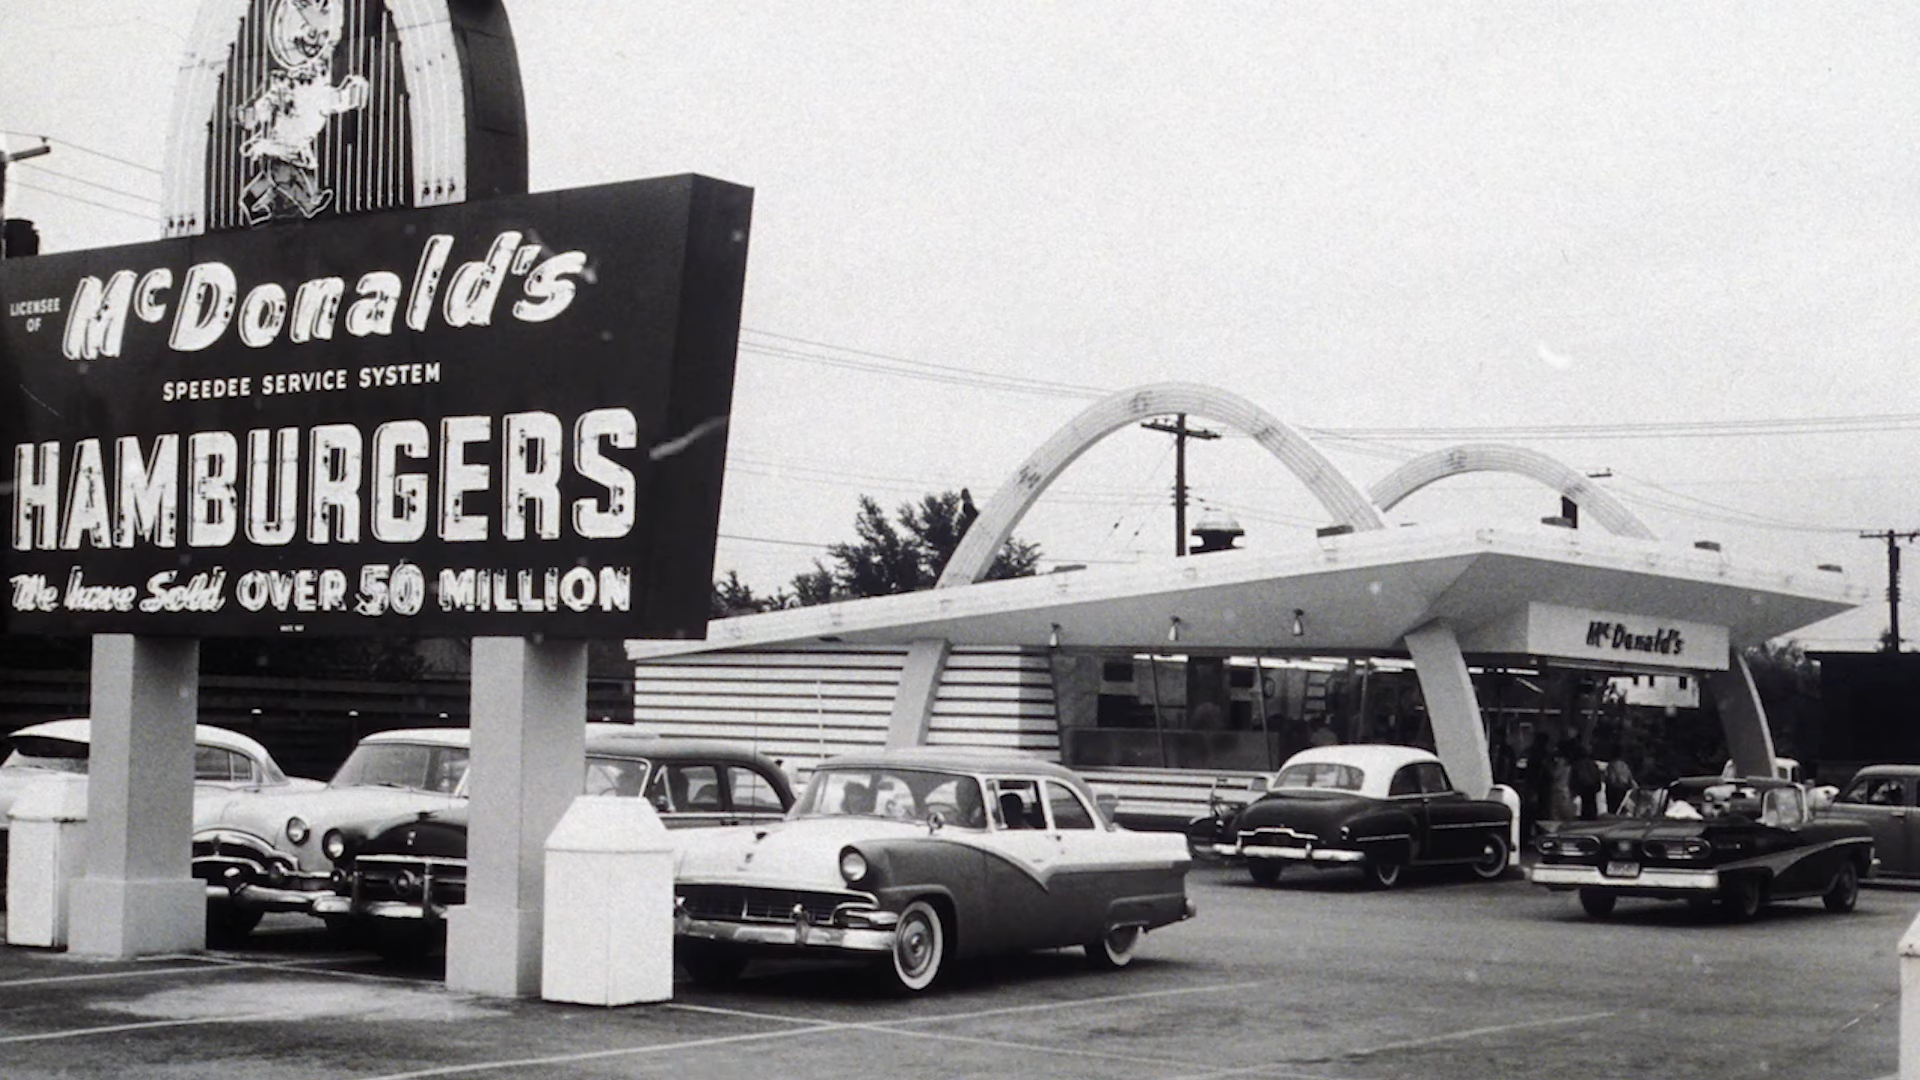 LICENSEE
OF
McDonald's
SPEEDEE SERVICE SYSTEM
HAMBURGERS
We have Sold OVER 50 MILLION
McDonald's